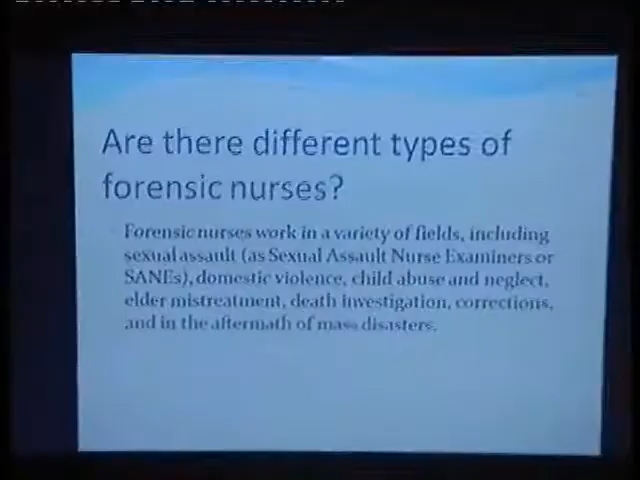 Are there different types of
forensic nurses?
Forensic nurses work in a variety of fields, including
sexual assault (as Sexual Assault Nurse Examiners or
SANEs), domestic violence, child abuse and neglect,
elder mistreatment, death investigation, corrections,
and in the aftermath of mass disasters.